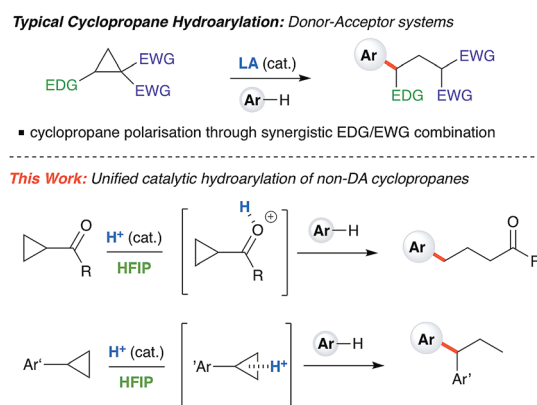 Typical Cyclopropane Hydroarylation: Donor-Acceptor systems
EWG
EDG
EWG
LA (cat.)
Ar—H
Ar
EWG
EDG
EWG
▪ cyclopropane polarisation through synergistic EDG/EWG combination
This Work: Unified catalytic hydroarylation of non-DA cyclopropanes
O
R
H+ (cat.)
HFIP
H
⊕
O
R
Ar—H
Ar
O
Ar‘
H+ (cat.)
HFIP
'Ar
H+
Ar—H
Ar
Ar'